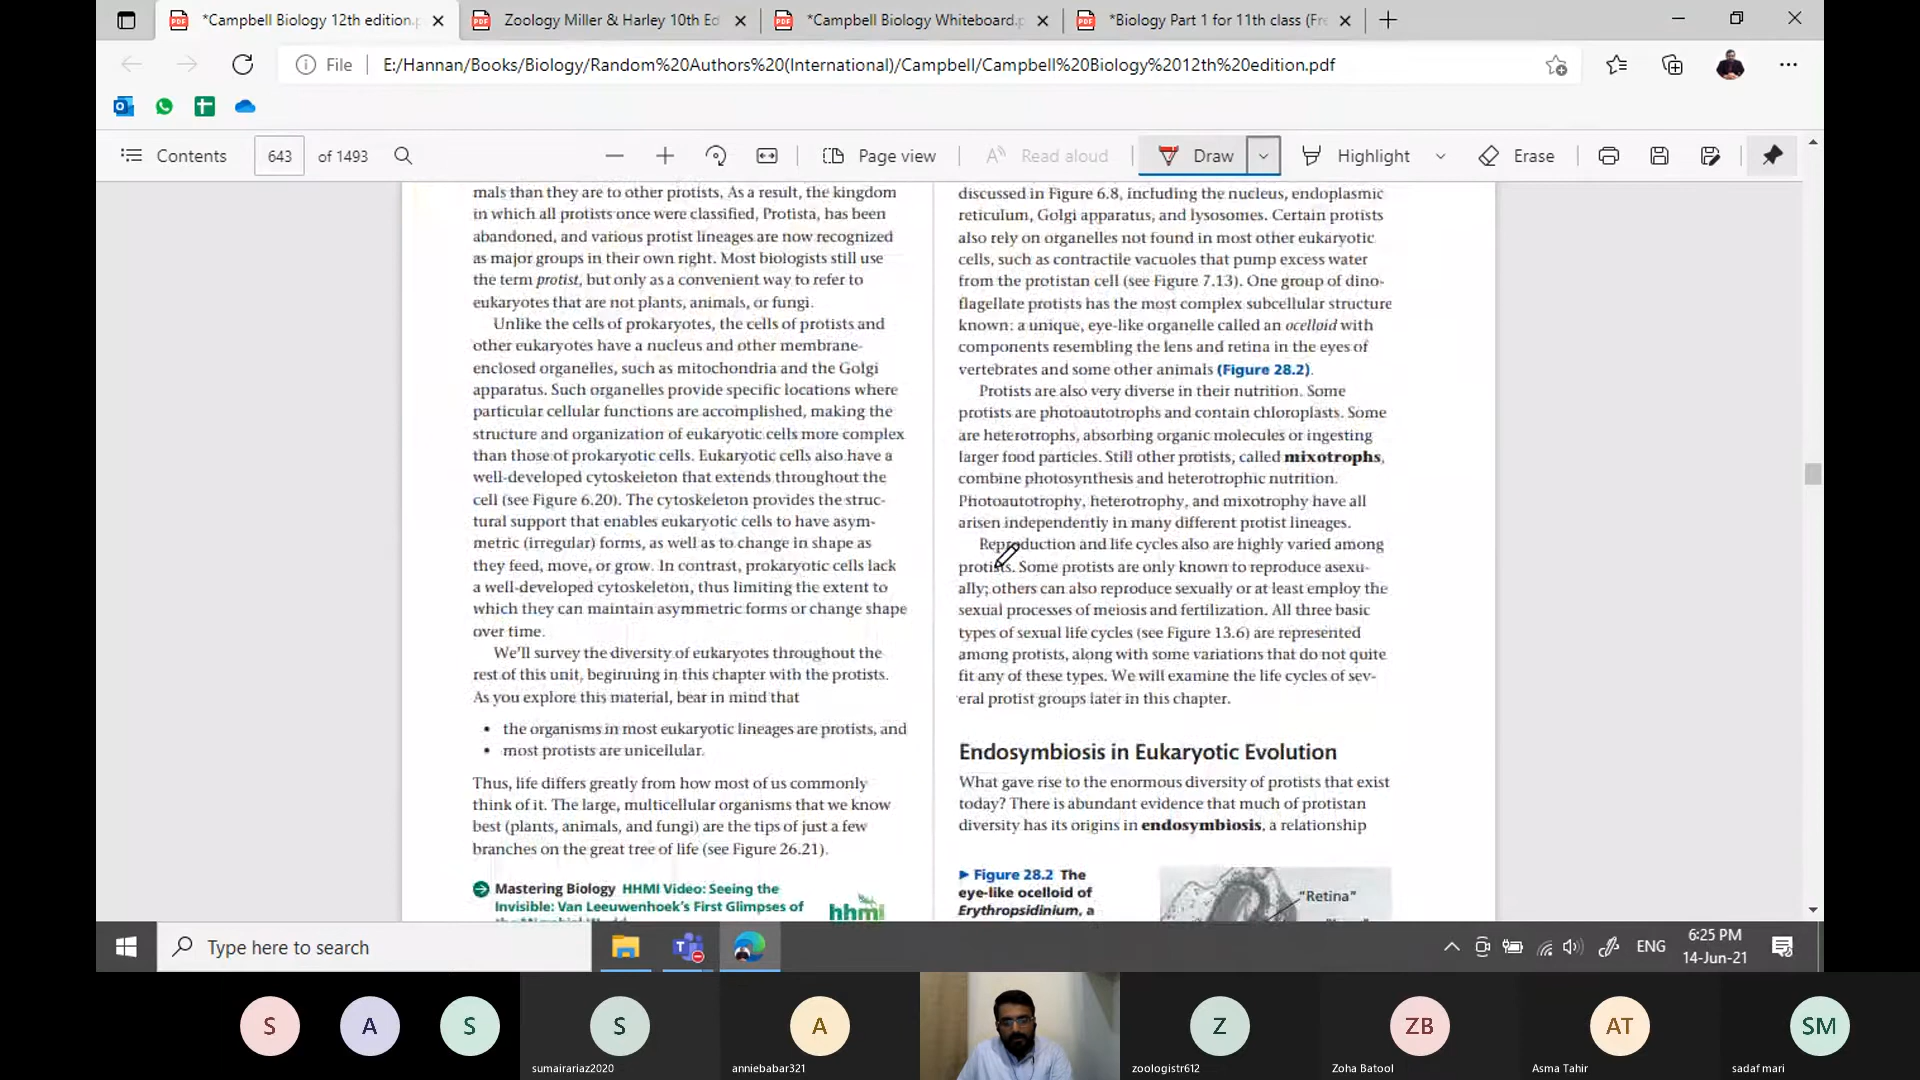 *Campbell Biology 12th edition.p
Zoology Miller & Harley 10th Ed
*Campbell Biology Whiteboard.p
*Biology Part 1 for 11th class (Fre
File
E:/Hannan/Books/Biology/Random%20Authors%20(International)/Campbell/Campbell%20Biology%2012th%20edition.pdf
Contents
643 of 1493
Page view
Read aloud
Draw
Highlight
Erase
mals than they are to other protists. As a result, the kingdom
in which all protists once were classified, Protista, has been
abandoned, and various protist lineages are now recognized
as major groups in their own right. Most biologists still use
the term protist, but only as a convenient way to refer to
eukaryotes that are not plants, animals, or fungi.
Unlike the cells of prokaryotes, the cells of protists and
other eukaryotes have a nucleus and other membrane-
enclosed organelles, such as mitochondria and the Golgi
apparatus. Such organelles provide specific locations where
particular cellular functions are accomplished, making the
structure and organization of eukaryotic cells more complex
than those of prokaryotic cells. Eukaryotic cells also have a
well-developed cytoskeleton that extends throughout the
cell (see Figure 6.20). The cytoskeleton provides the struc-
tural support that enables eukaryotic cells to have asym-
metric (irregular) forms, as well as to change in shape as
they feed, move, or grow. In contrast, prokaryotic cells lack
a well-developed cytoskeleton, thus limiting the extent to
which they can maintain asymmetric forms or change shape
over time.
We'll survey the diversity of eukaryotes throughout the
rest of this unit, beginning in this chapter with the protists.
As you explore this material, bear in mind that
• the organisms in most eukaryotic lineages are protists, and
• most protists are unicellular.
Thus, life differs greatly from how most of us commonly
think of it. The large, multicellular organisms that we know
best (plants, animals, and fungi) are the tips of just a few
branches on the great tree of life (see Figure 26.21).
Mastering Biology HHMI Video: Seeing the
Invisible: Van Leeuwenhoek's First Glimpses of
hhmi
discussed in Figure 6.8, including the nucleus, endoplasmic
reticulum, Golgi apparatus, and lysosomes. Certain protists
also rely on organelles not found in most other eukaryotic
cells, such as contractile vacuoles that pump excess water
from the protistan cell (see Figure 7.13). One group of dino-
flagellate protists has the most complex subcellular structure
known: a unique, eye-like organelle called an ocelloid with
components resembling the lens and retina in the eyes of
vertebrates and some other animals (Figure 28.2).
Protists are also very diverse in their nutrition. Some
protists are photoautotrophs and contain chloroplasts. Some
are heterotrophs, absorbing organic molecules or ingesting
larger food particles. Still other protists, called mixotrophs,
combine photosynthesis and heterotrophic nutrition.
Photoautotrophy, heterotrophy, and mixotrophy have all
arisen independently in many different protist lineages.
Reproduction and life cycles also are highly varied among
protists. Some protists are only known to reproduce asexu-
ally; others can also reproduce sexually or at least employ the
sexual processes of meiosis and fertilization. All three basic
types of sexual life cycles (see Figure 13.6) are represented
among protists, along with some variations that do not quite
fit any of these types. We will examine the life cycles of sev-
eral protist groups later in this chapter.
Endosymbiosis in Eukaryotic Evolution
What gave rise to the enormous diversity of protists that exist
today? There is abundant evidence that much of protistan
diversity has its origins in endosymbiosis, a relationship
▶ Figure 28.2 The
eye-like ocelloid of
Erythropsidinium, a
"Retina"
Type here to search
ENG
6:25 PM
14-Jun-21
S
A
S
S
A
Z
ZB
AT
SM
sumairariaz2020
anniebabar321
zoologistr612
Zoha Batool
Asma Tahir
sadaf mari